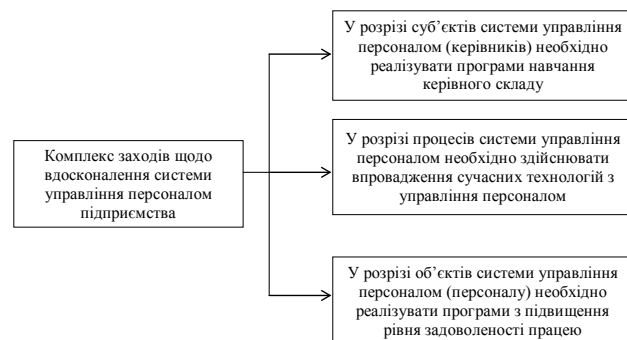 Комплекс заходів щодо
вдосконалення системи
управління персоналом
підприємства
У розрізі суб’єктів системи управління
персоналом (керівників) необхідно
реалізувати програми навчання
керівного складу
У розрізі процесів системи управління
персоналом необхідно здійснювати
впровадження сучасних технологій з
управління персоналом
У розрізі об’єктів системи управління
персоналом (персоналу) необхідно
реалізувати програми з підвищення
рівня задоволеності працею